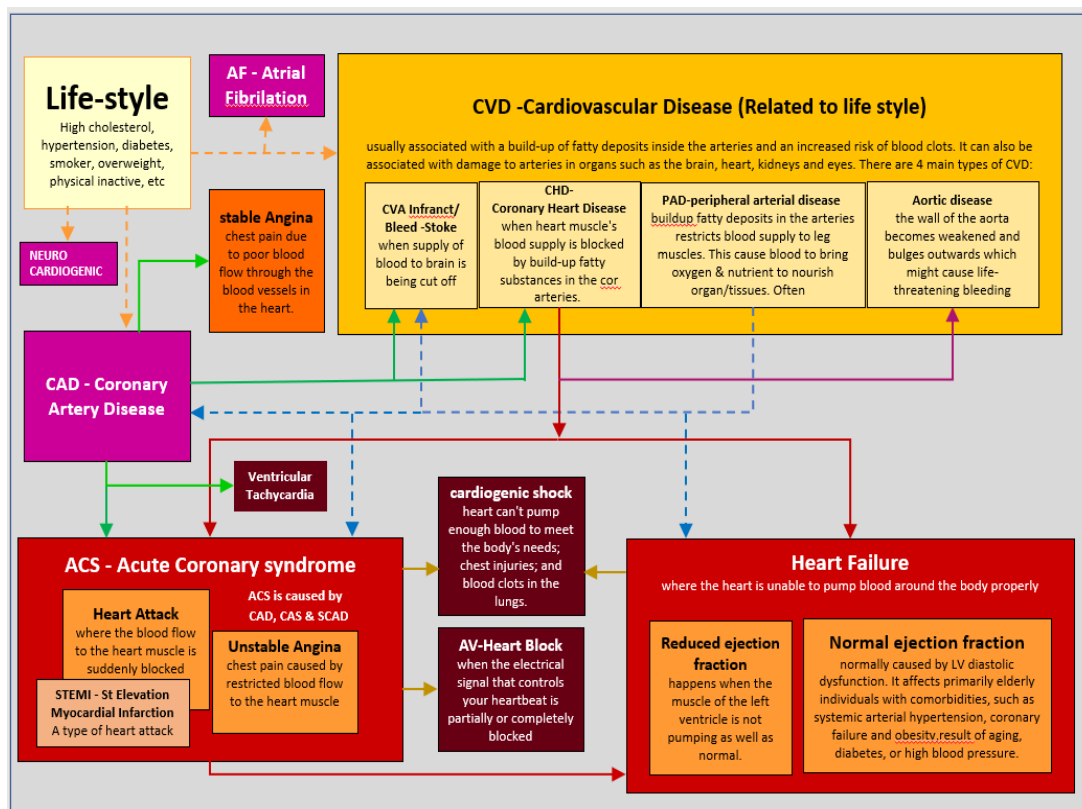 Life-style
High cholesterol,
hypertension, diabetes,
smoker, overweight,
physical inactive, etc
AF - Atrial
Fibrilation
CVD -Cardiovascular Disease (Related to life style)
usually associated with a build-up of fatty deposits inside the arteries and an increased risk of blood clots. It can also be
associated with damage to arteries in organs such as the brain, heart, kidneys and eyes. There are 4 main types of CVD:
CVA Infranct/
Bleed -Stoke
when supply of
blood to brain is
being cut off
CHD-
Coronary Heart Disease
when heart muscle's
blood supply is blocked
by build-up fatty
substances in the cor
arteries.
PAD-peripheral arterial disease
buildup fatty deposits in the arteries
restricts blood supply to leg
muscles. This cause blood to bring
oxygen & nutrient to nourish
organ/tissues. Often
Aortic disease
the wall of the aorta
becomes weakened and
bulges outwards which
might cause life-
threatening bleeding
stable Angina
chest pain due
to poor blood
flow through the
blood vessels in
the heart.
NEURO
CARDIOGENIC
CAD - Coronary
Artery Disease
Ventricular
Tachycardia
cardiogenic shock
heart can't pump
enough blood to meet
the body's needs;
chest injuries; and
blood clots in the
lungs.
ACS - Acute Coronary syndrome
ACS is caused by
CAD, CAS & SCAD
Heart Attack
where the blood flow
to the heart muscle is
suddenly blocked
Unstable Angina
chest pain caused by
restricted blood flow
to the heart muscle
STEMI - St Elevation
Myocardial Infarction
A type of heart attack
AV-Heart Block
when the electrical
signal that controls
your heartbeat is
partially or completely
blocked
Heart Failure
where the heart is unable to pump blood around the body properly
Reduced ejection
fraction
happens when the
muscle of the left
ventricle is not
pumping as well as
normal.
Normal ejection fraction
normally caused by LV diastolic
dysfunction. It affects primarily elderly
individuals with comorbidities, such as
systemic arterial hypertension, coronary
failure and obesity,result of aging,
diabetes, or high blood pressure.